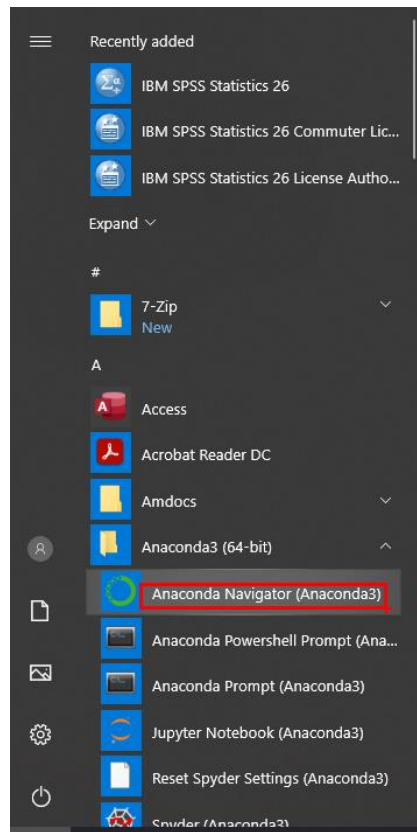 Recently added
IBM SPSS Statistics 26
IBM SPSS Statistics 26 Commuter Lic...
IBM SPSS Statistics 26 License Autho...
Expand
#
7-Zip
New
A
Access
Acrobat Reader DC
Amdocs
Anaconda3 (64-bit)
Anaconda Navigator (Anaconda3)
Anaconda Powershell Prompt (Ana...
Anaconda Prompt (Anaconda3)
Jupyter Notebook (Anaconda3)
Reset Spyder Settings (Anaconda3)
Spyder (Anaconda3)